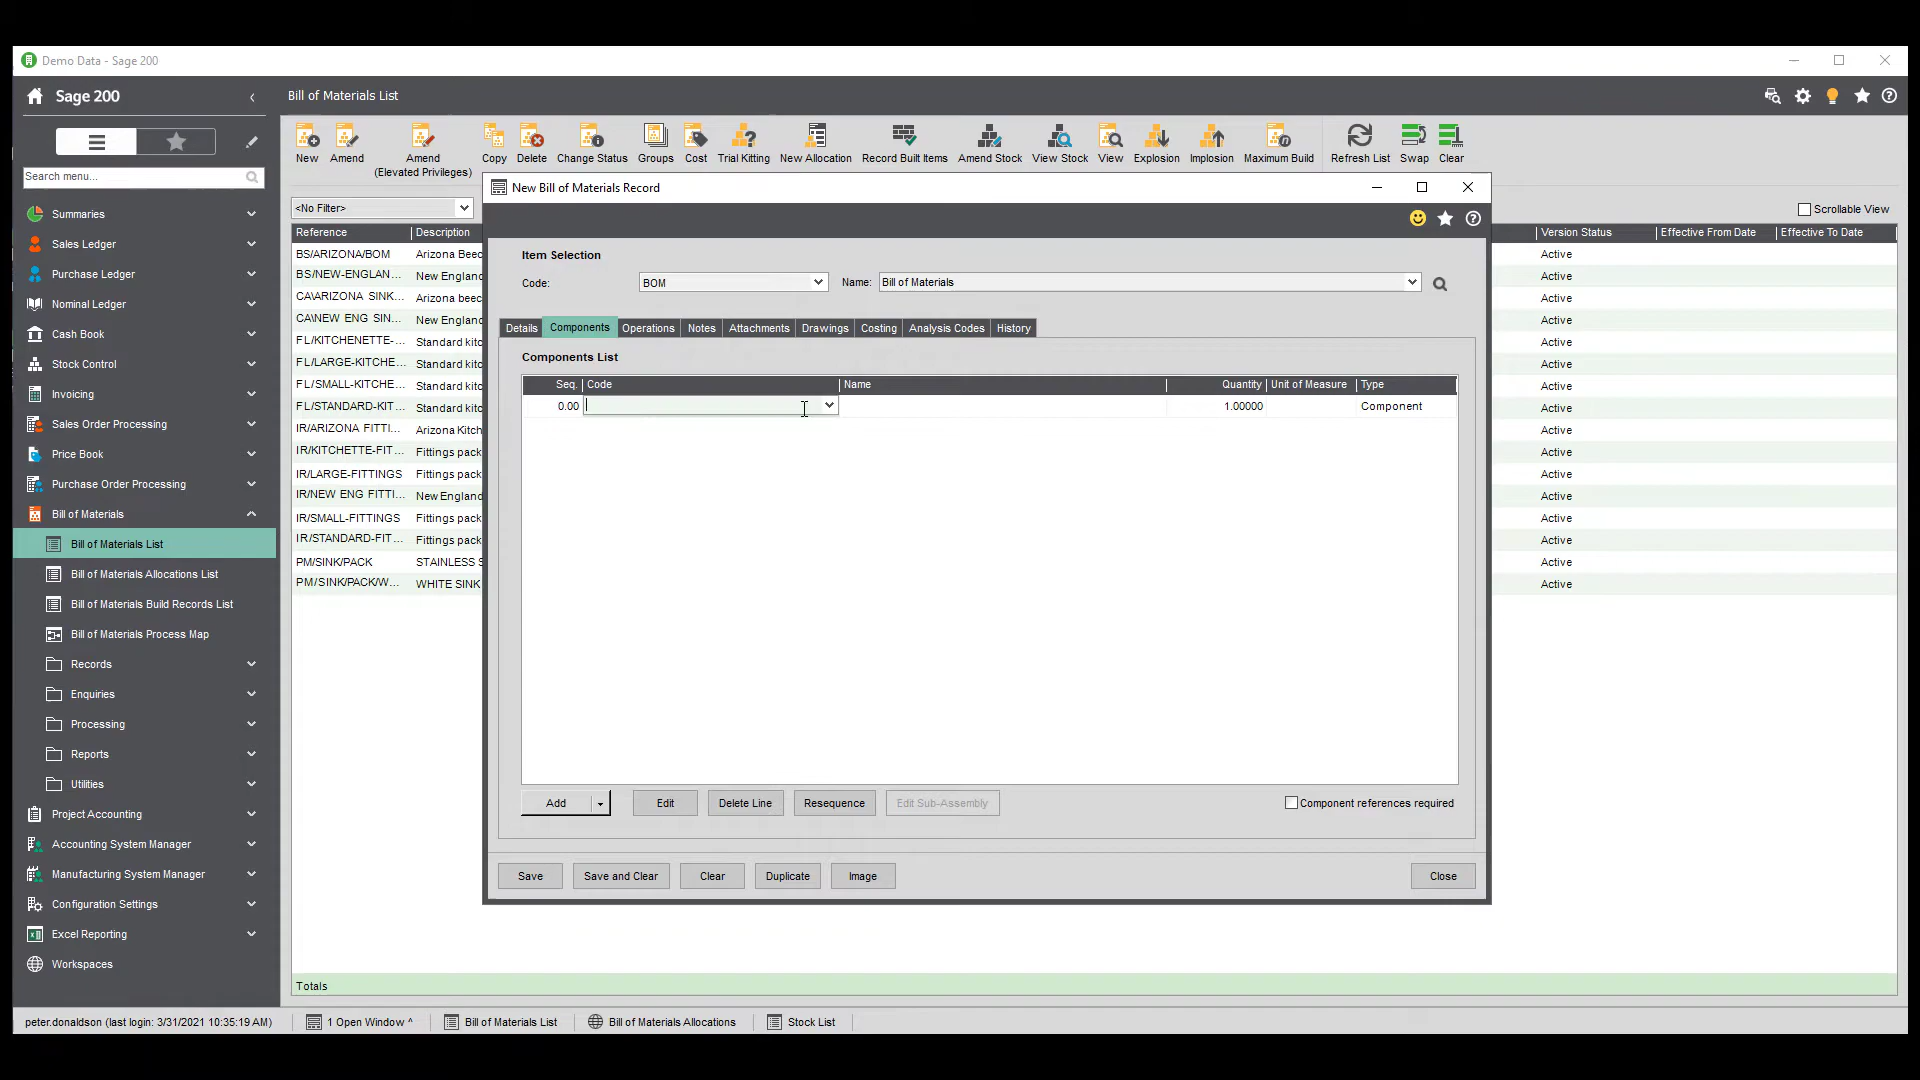 Demo Data - Sage 200
Sage 200
Bill of Materials List
New
Amend
Amend
(Elevated Privileges)
Copy
Delete
Change Status
Groups
Cost
Trial Kitting
New Allocation
Record Built Items
Amend Stock
View Stock
View
Explosion
Implosion
Maximum Build
Refresh List
Swap
Clear
Search menu...
Summaries
Sales Ledger
Purchase Ledger
Nominal Ledger
Cash Book
Stock Control
Invoicing
Sales Order Processing
Price Book
Purchase Order Processing
Bill of Materials
Bill of Materials List
Bill of Materials Allocations List
Bill of Materials Build Records List
Bill of Materials Process Map
Records
Enquiries
Processing
Reports
Utilities
Project Accounting
Accounting System Manager
Manufacturing System Manager
Configuration Settings
Excel Reporting
Workspaces
<No Filter>
Scrollable View
Reference Description Version Status Effective From Date Effective To Date
BS/ARIZONA/BOM Arizona Beec Active
BS/NEW-ENGLAN... New England Active
CA\ARIZONA SINK... Arizona beec Active
CA\NEW ENG SIN... New England Active
FL/KITCHENETTE-... Standard kitc Active
FL/LARGE-KITCHE... Standard kitc Active
FL/SMALL-KITCHE... Standard kitc Active
FL/STANDARD-KIT... Standard kitc Active
IR/ARIZONA FITTI... Arizona Kitch Active
IR/KITCHETTE-FIT... Fittings pack Active
IR/LARGE-FITTINGS Fittings pack Active
IR/NEW ENG FITTI... New England Active
IR/SMALL-FITTINGS Fittings pack Active
IR/STANDARD-FIT... Fittings pack Active
PM/SINK/PACK STAINLESS S Active
PM/SINK/PACK/W... WHITE SINK Active
Totals
New Bill of Materials Record
Item Selection
Code: BOM Name: Bill of Materials
Details Components Operations Notes Attachments Drawings Costing Analysis Codes History
Components List
Seq. Code Name Quantity Unit of Measure Type
0.00 1.00000 Component
Add Edit Delete Line Resequence Edit Sub-Assembly Component references required
Save Save and Clear Clear Duplicate Image Close
peter.donaldson (last login: 3/31/2021 10:35:19 AM) 1 Open Window ^ Bill of Materials List Bill of Materials Allocations Stock List